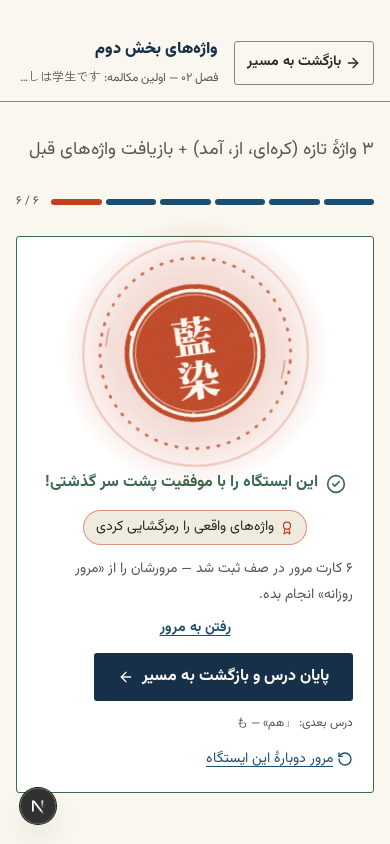 بازگشت به مسیر
واژه‌های بخش دوم
فصل ۰۲ — اولین مکالمه: しは学生です...
۳ واژهٔ تازه (کره‌ای، از، آمد) + بازیافت واژه‌های قبل
۶ / ۶
藍染
این ایستگاه را با موفقیت پشت سر گذشتی!
واژه‌های واقعی را رمزگشایی کردی
۶ کارت مرور در صف ثبت شد — مرورشان را از «مرور
روزانه» انجام بده.
رفتن به مرور
پایان درس و بازگشت به مسیر
درس بعدی: 「هم» — も
مرور دوبارهٔ این ایستگاه
N